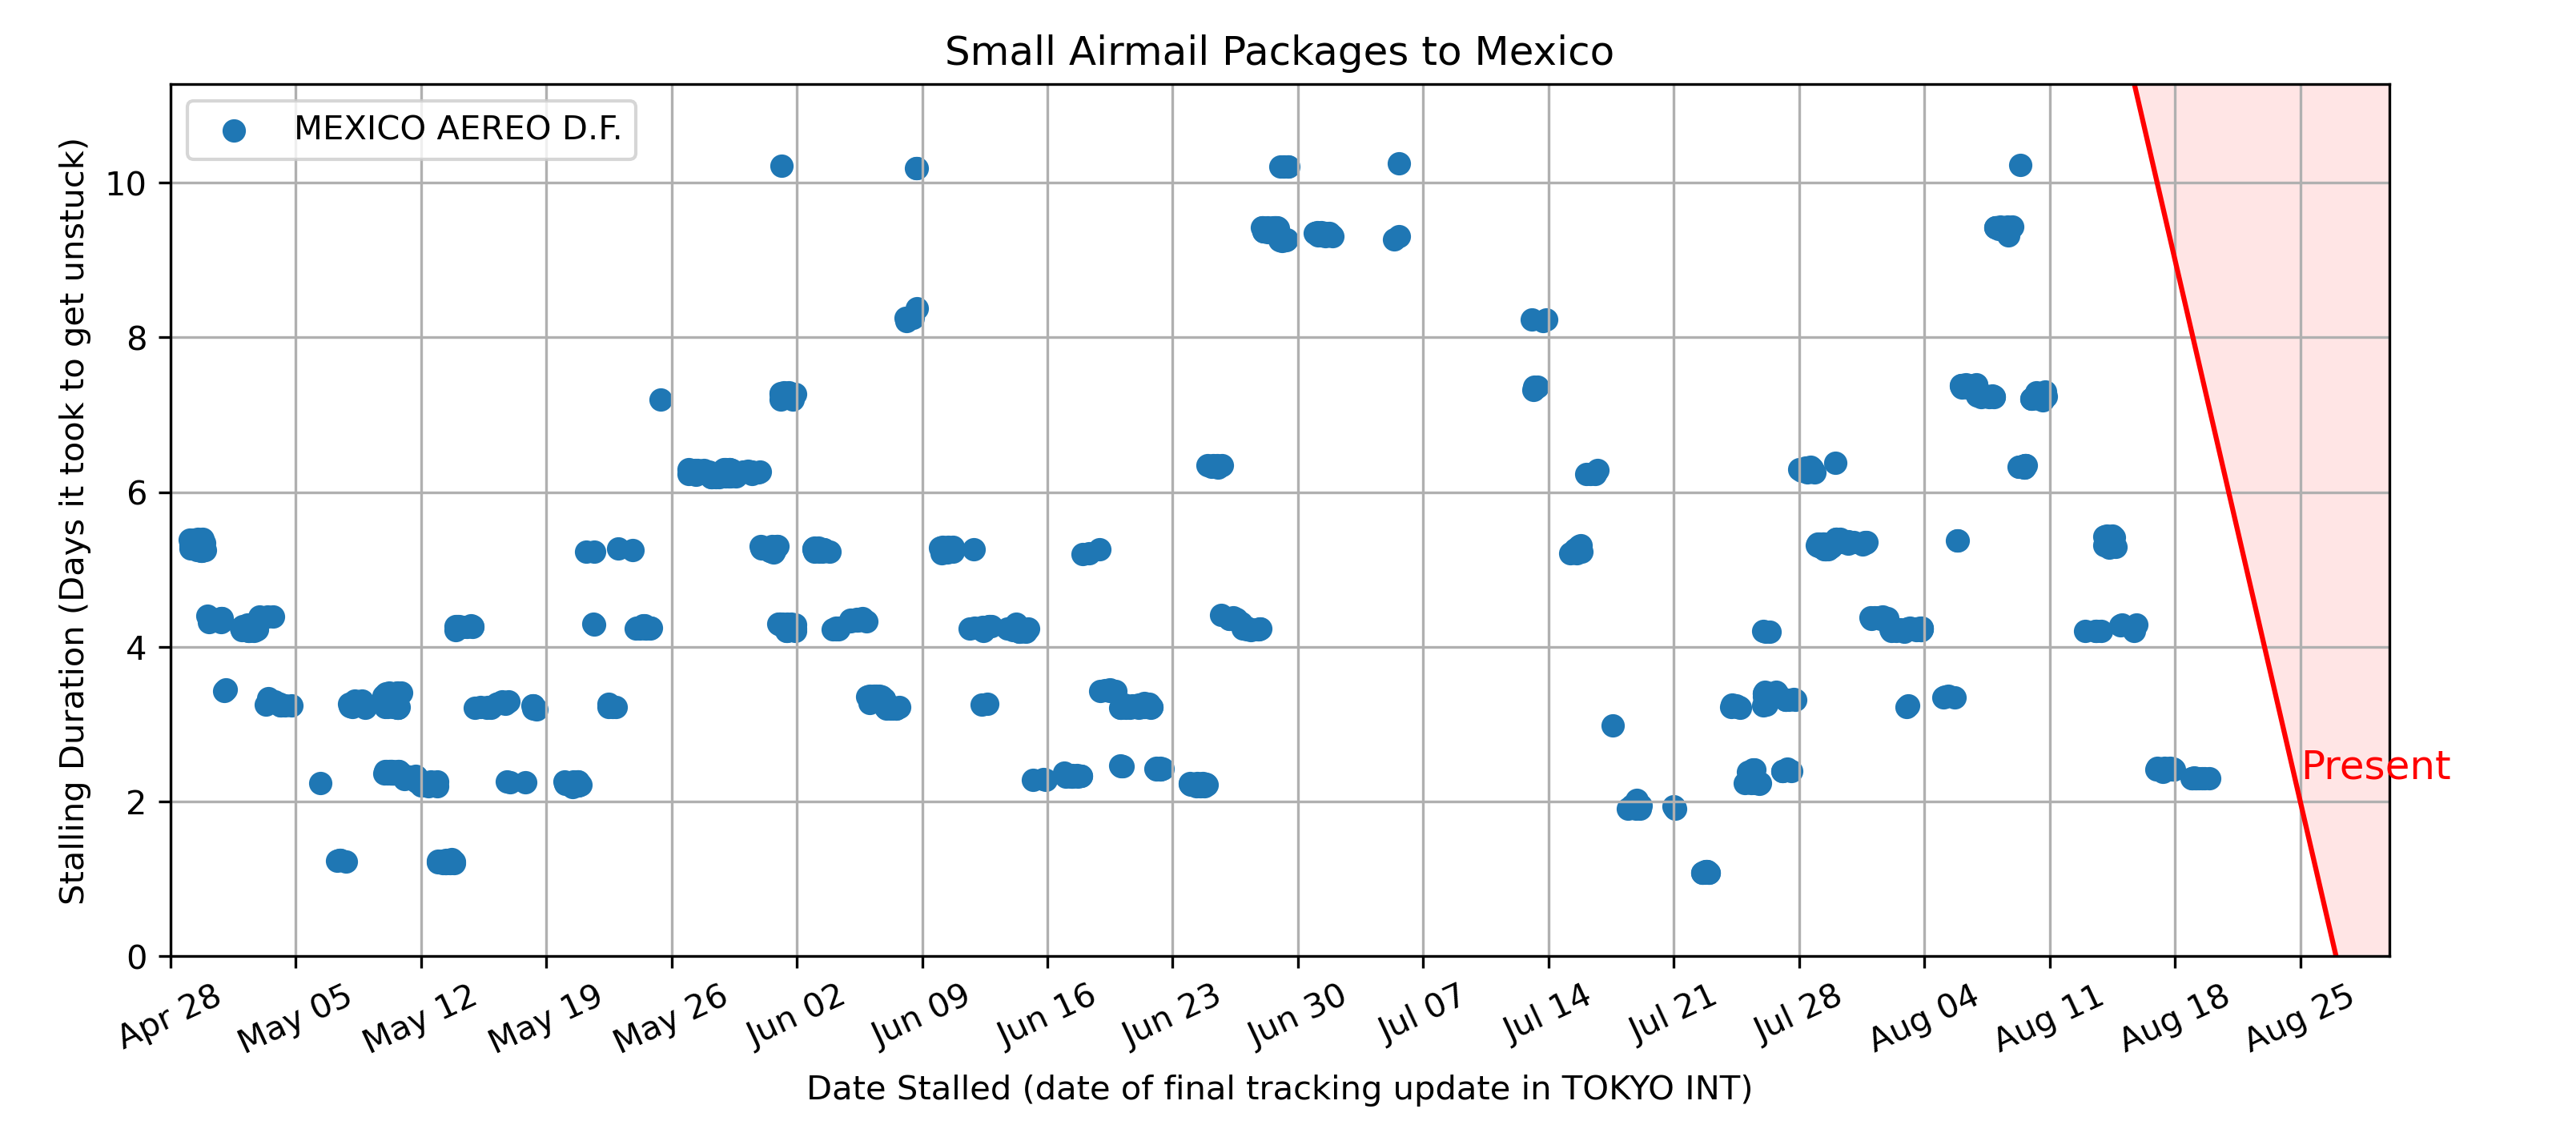 Small Airmail Packages to Mexico
MEXICO AEREO D.F.
Stalling Duration (Days it took to get unstuck)
10
8
6
4
2
0
Present
Apr 28
May 05
May 12
May 19
May 26
Jun 02
Jun 09
Jun 16
Jun 23
Jun 30
Jul 07
Jul 14
Jul 21
Jul 28
Aug 04
Aug 11
Aug 18
Aug 25
Date Stalled (date of final tracking update in TOKYO INT)